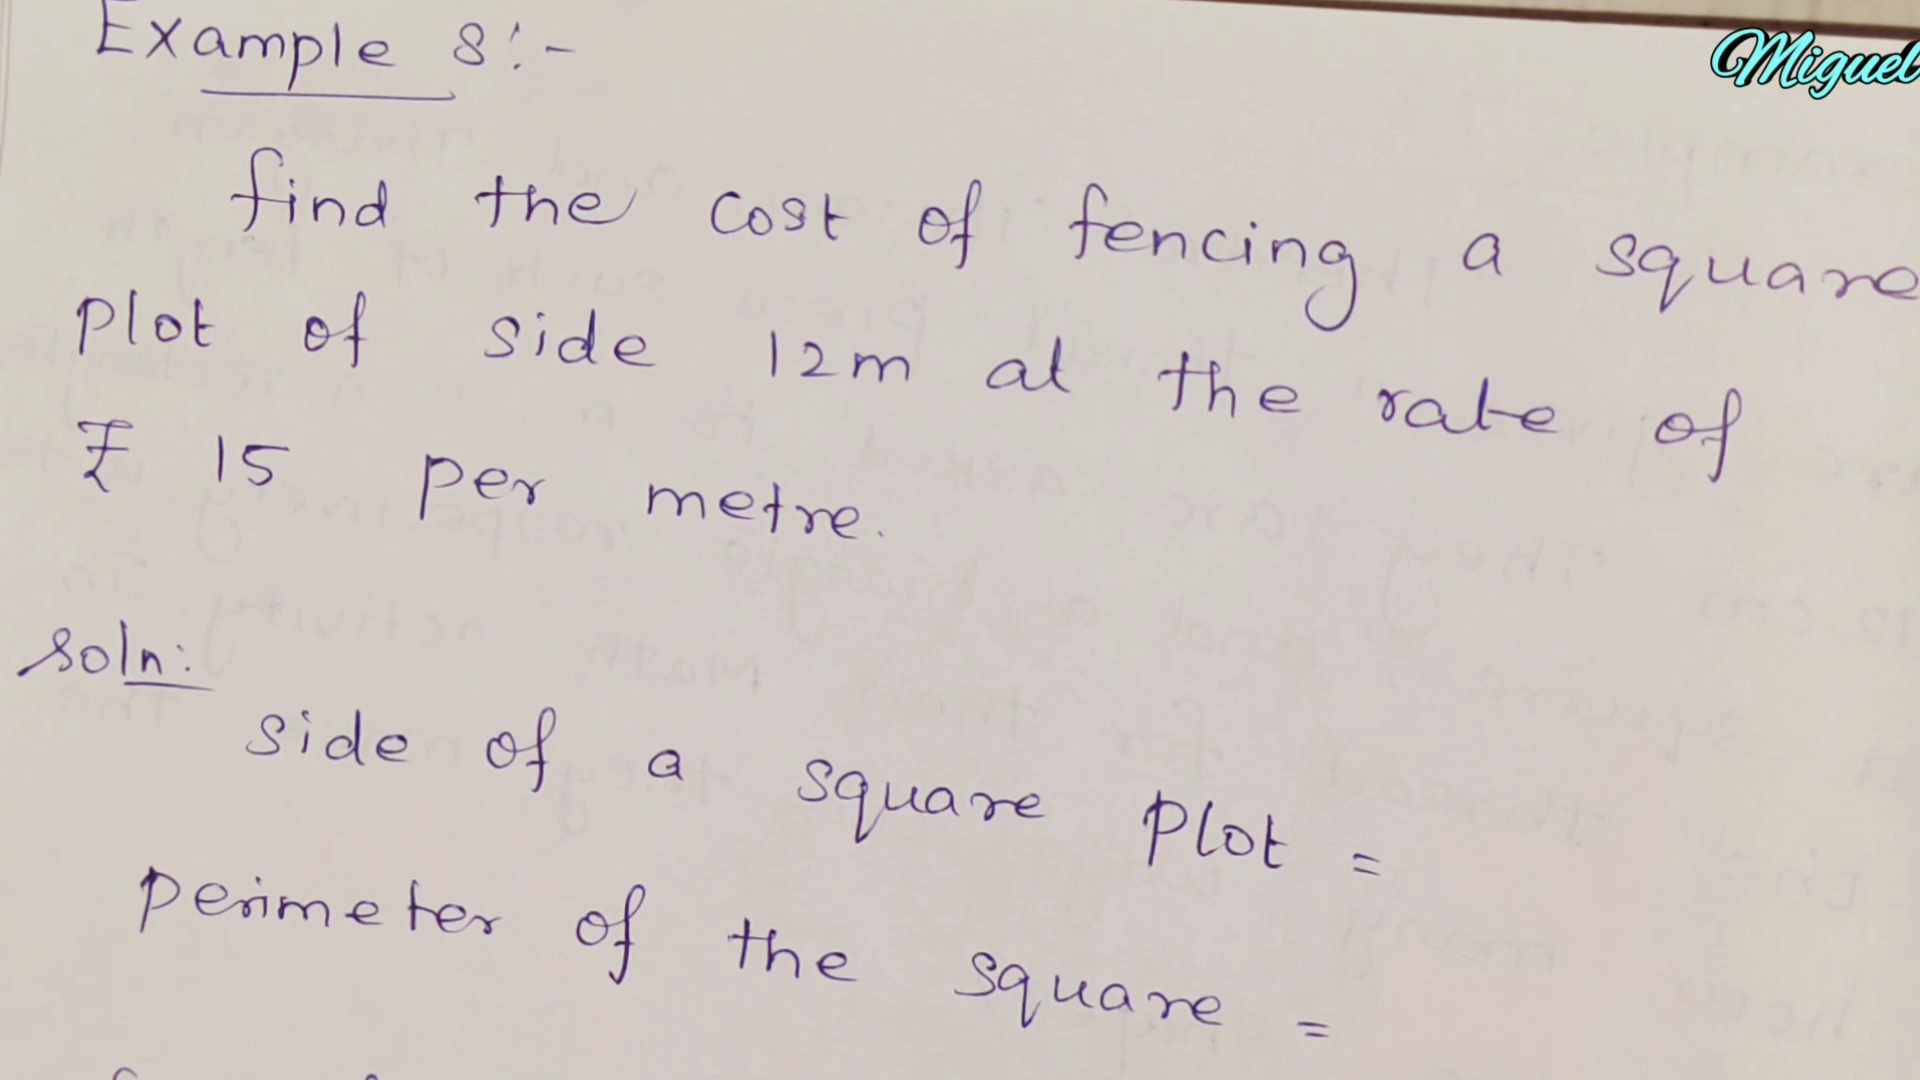 Example 8:-
Miguel
find the cost of fencing a square
plot of side 12m at the rate of
₹ 15 per metre.
soln:
side of a square plot =
perimeter of the square =